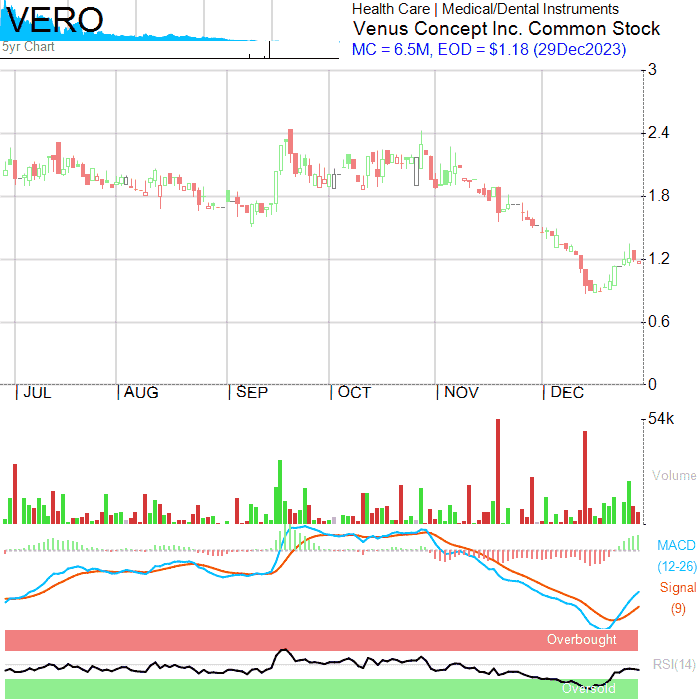 VERO
5yr Chart
Health Care | Medical/Dental Instruments
Venus Concept Inc. Common Stock
MC = 6.5M, EOD = $1.18 (29Dec2023)
3
2.4
1.8
1.2
0.6
0
| JUL | AUG | SEP | OCT | NOV | DEC
54k
Volume
MACD
(12-26)
Signal
(9)
Overbought
RSI(14)
Oversold